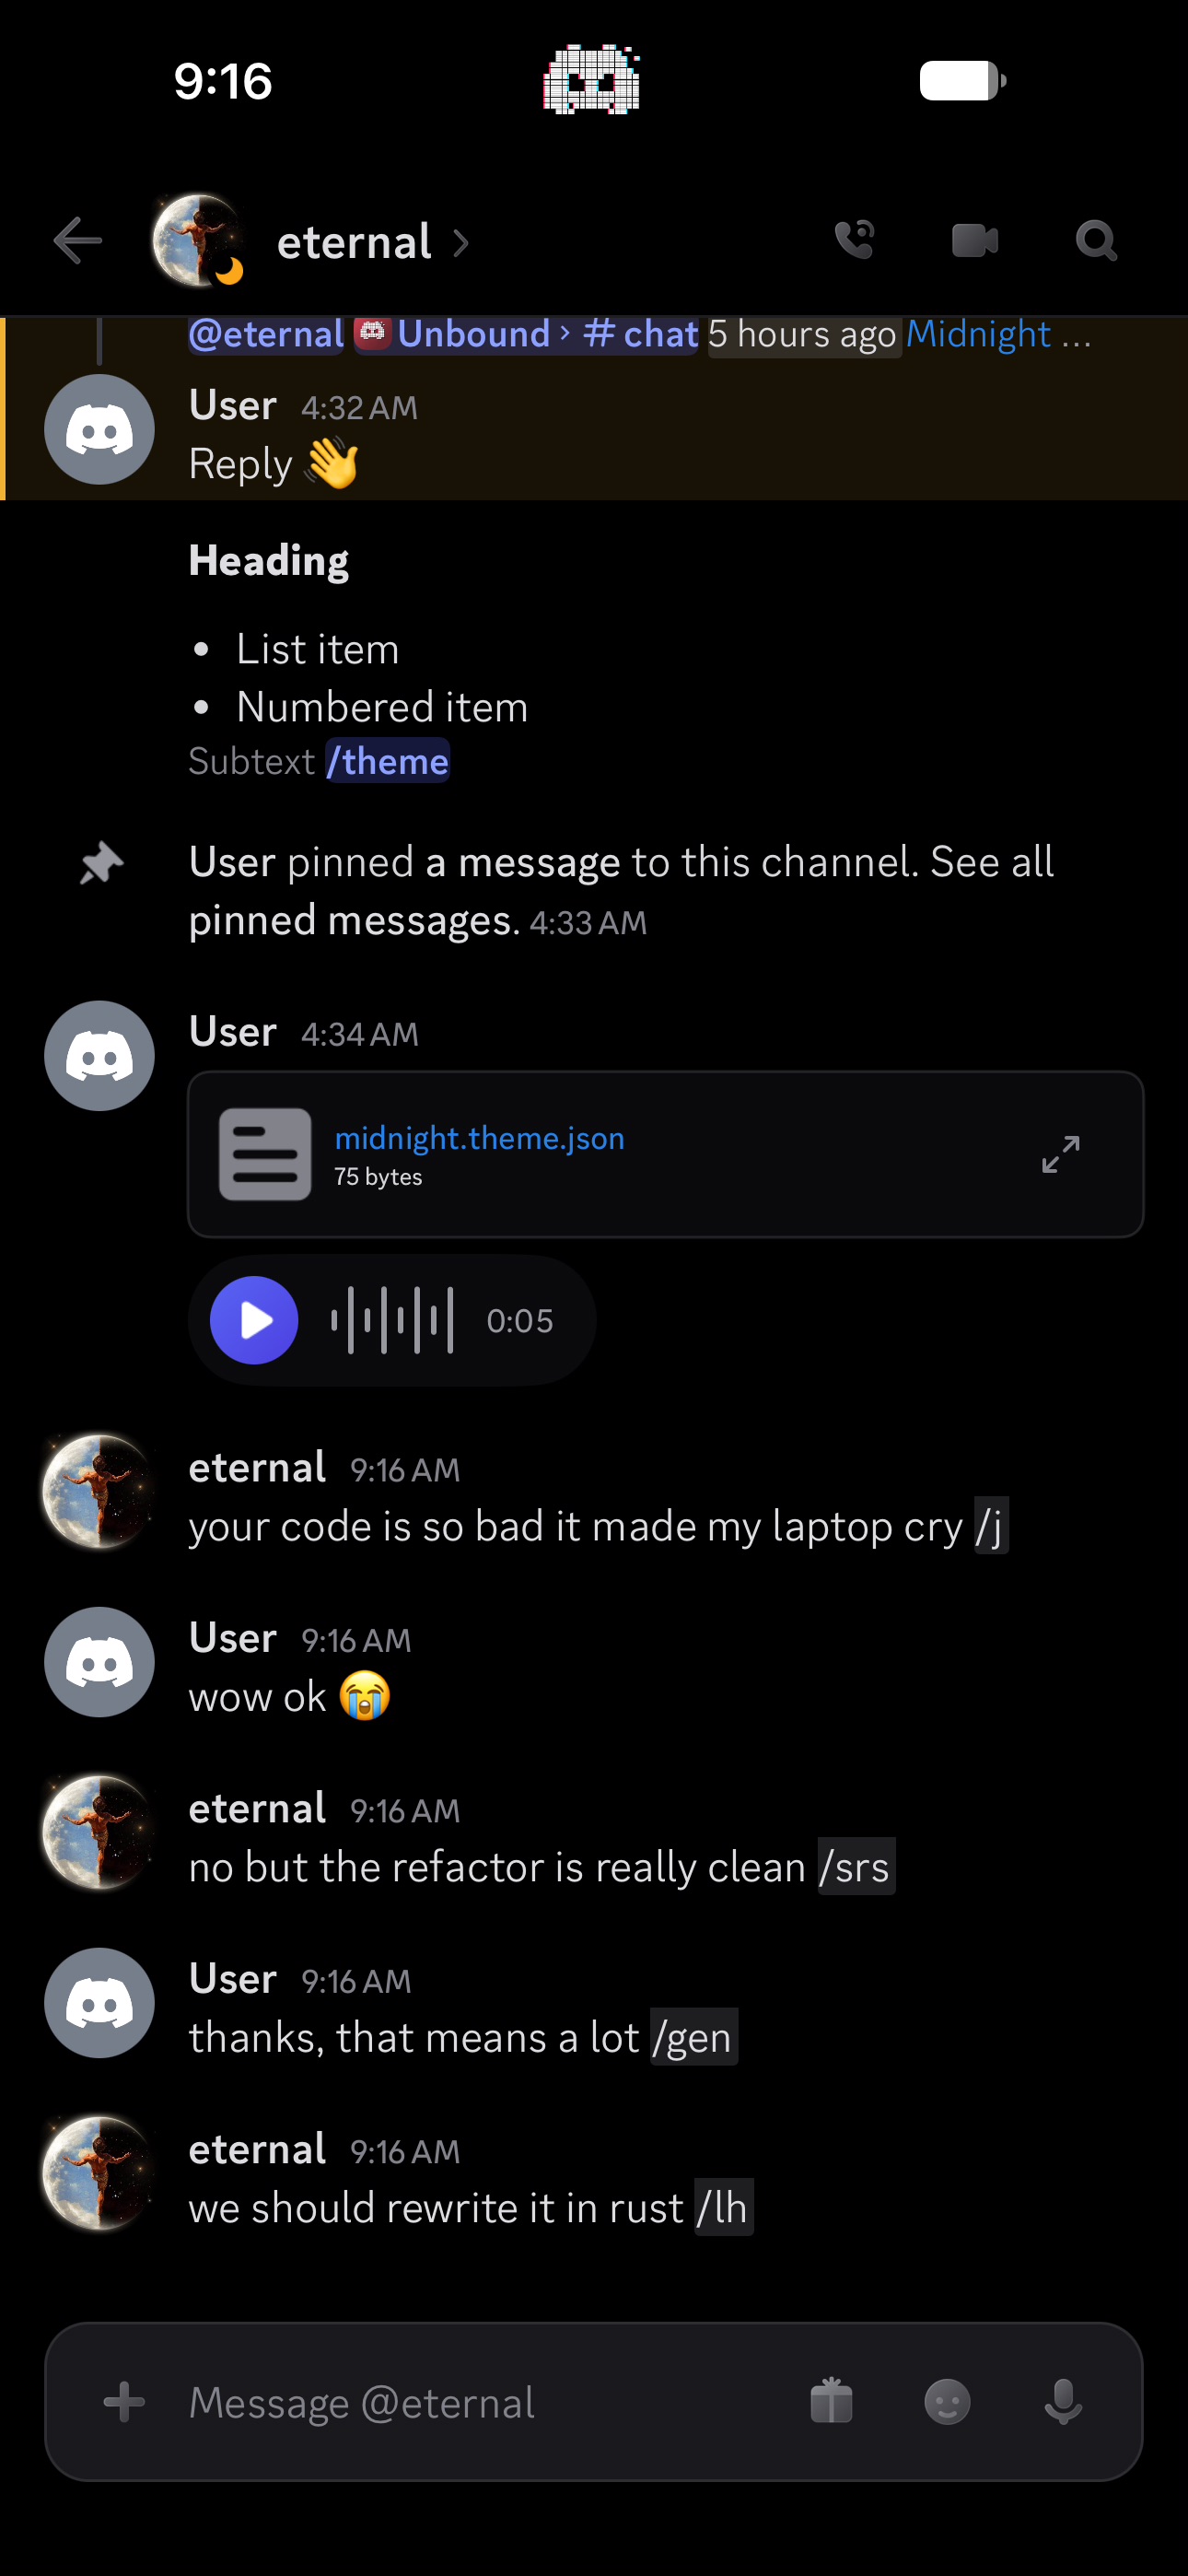 9:16
eternal
@eternal Unbound › # chat 5 hours ago Midnight ...
User 4:32 AM
Reply 👋
Heading
• List item
• Numbered item
Subtext /theme
User pinned a message to this channel. See all
pinned messages. 4:33 AM
User 4:34 AM
midnight.theme.json
75 bytes
0:05
eternal 9:16 AM
your code is so bad it made my laptop cry /j
User 9:16 AM
wow ok 😭
eternal 9:16 AM
no but the refactor is really clean /srs
User 9:16 AM
thanks, that means a lot /gen
eternal 9:16 AM
we should rewrite it in rust /lh
Message @eternal